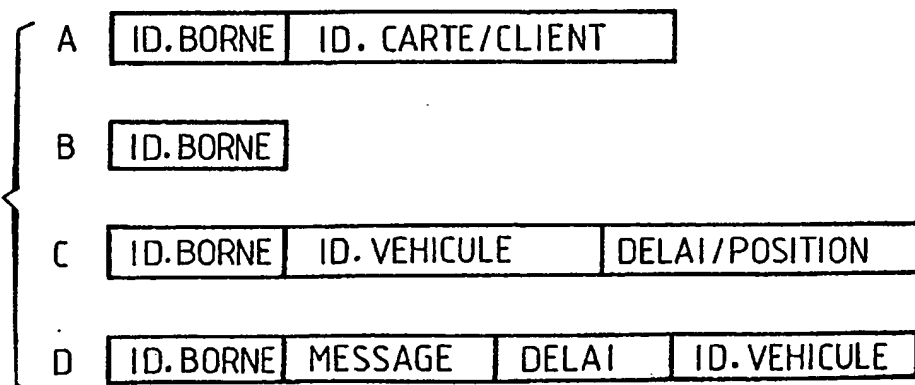 A ID.BORNE ID. CARTE/CLIENT
B ID.BORNE
C ID.BORNE ID. VEHICULE DELAI/POSITION
D ID.BORNE MESSAGE DELAI ID. VEHICULE